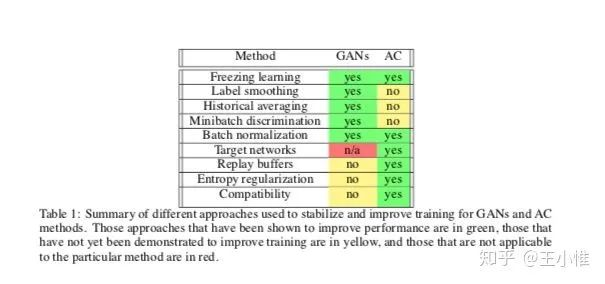 Method GANs AC
Freezing learning yes yes
Label smoothing yes no
Historical averaging yes no
Minibatch discrimination yes no
Batch normalization yes yes
Target networks n/a yes
Replay buffers no yes
Entropy regularization no yes
Compatibility no yes
Table 1: Summary of different approaches used to stabilize and improve training for GANs and AC
methods. Those approaches that have been shown to improve performance are in green, those that
have not yet been demonstrated to improve training are in yellow, and those that are not applicable
to the particular method are in red.
知乎 @王小惟